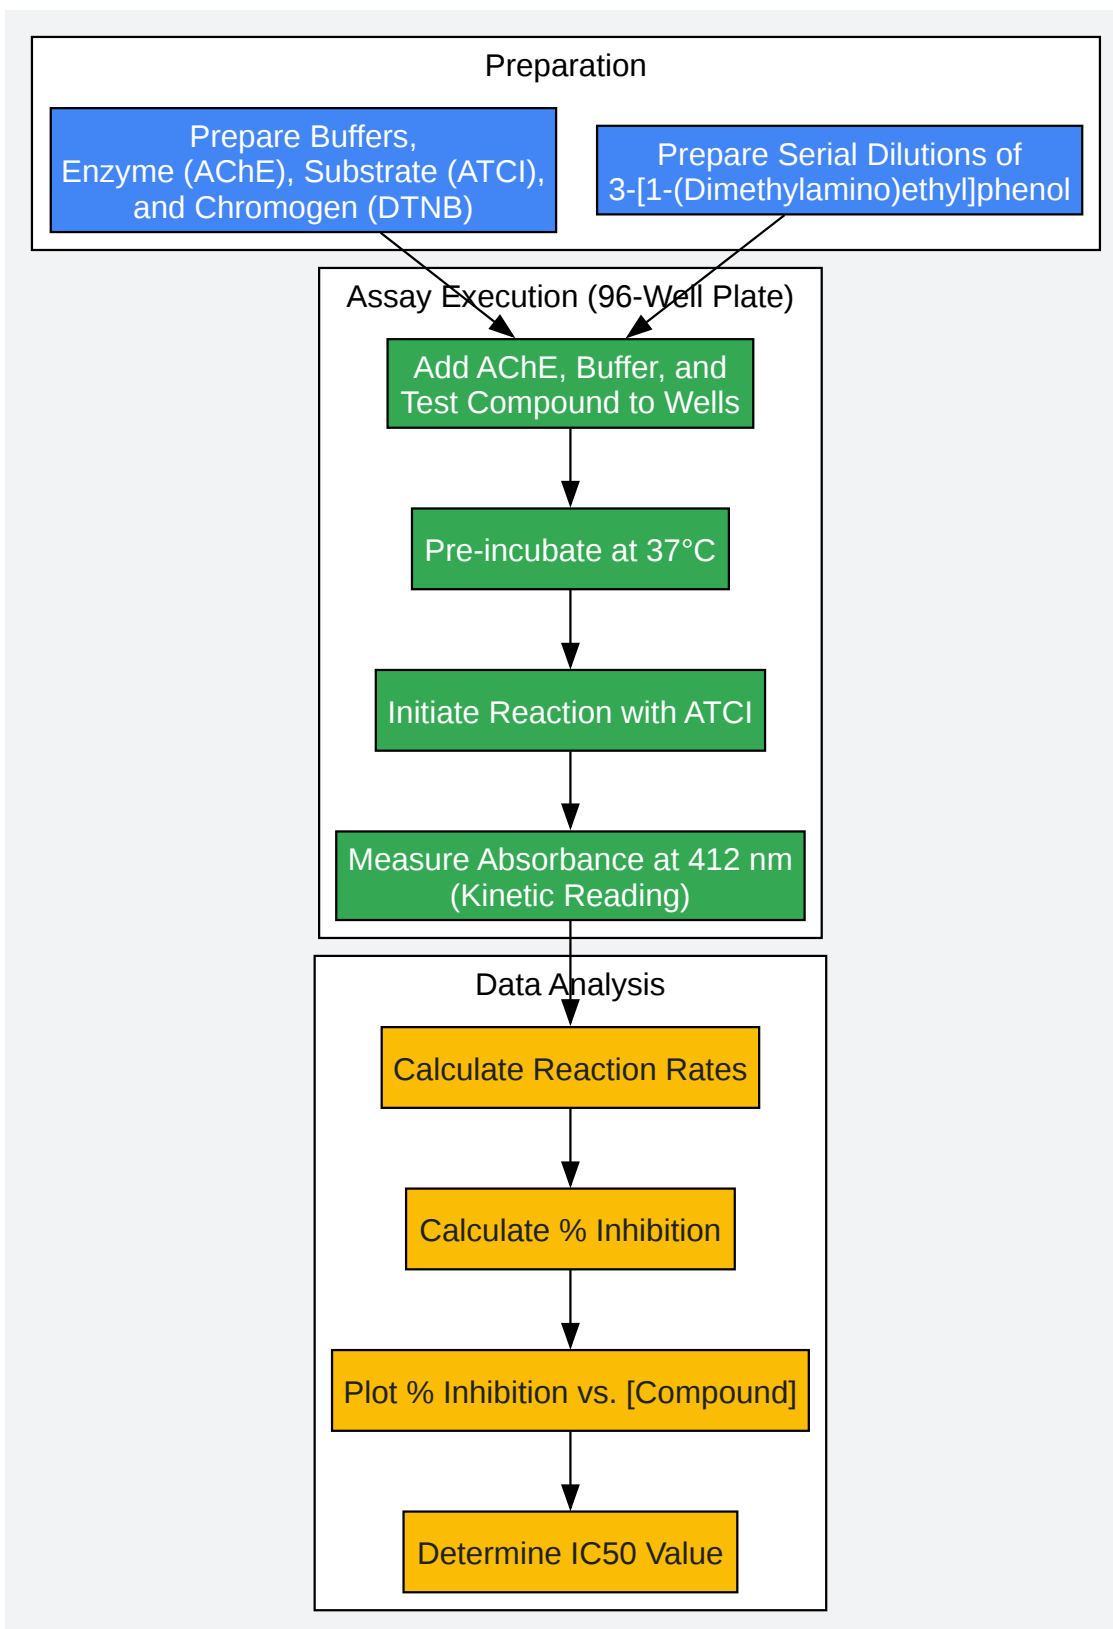 Preparation
Prepare Buffers,
Enzyme (AChE), Substrate (ATCI),
and Chromogen (DTNB)
Prepare Serial Dilutions of
3-[1-(Dimethylamino)ethyl]phenol
Assay Execution (96-Well Plate)
Add AChE, Buffer, and
Test Compound to Wells
Pre-incubate at 37°C
Initiate Reaction with ATCI
Measure Absorbance at 412 nm
(Kinetic Reading)
Data Analysis
Calculate Reaction Rates
Calculate % Inhibition
Plot % Inhibition vs. [Compound]
Determine IC50 Value